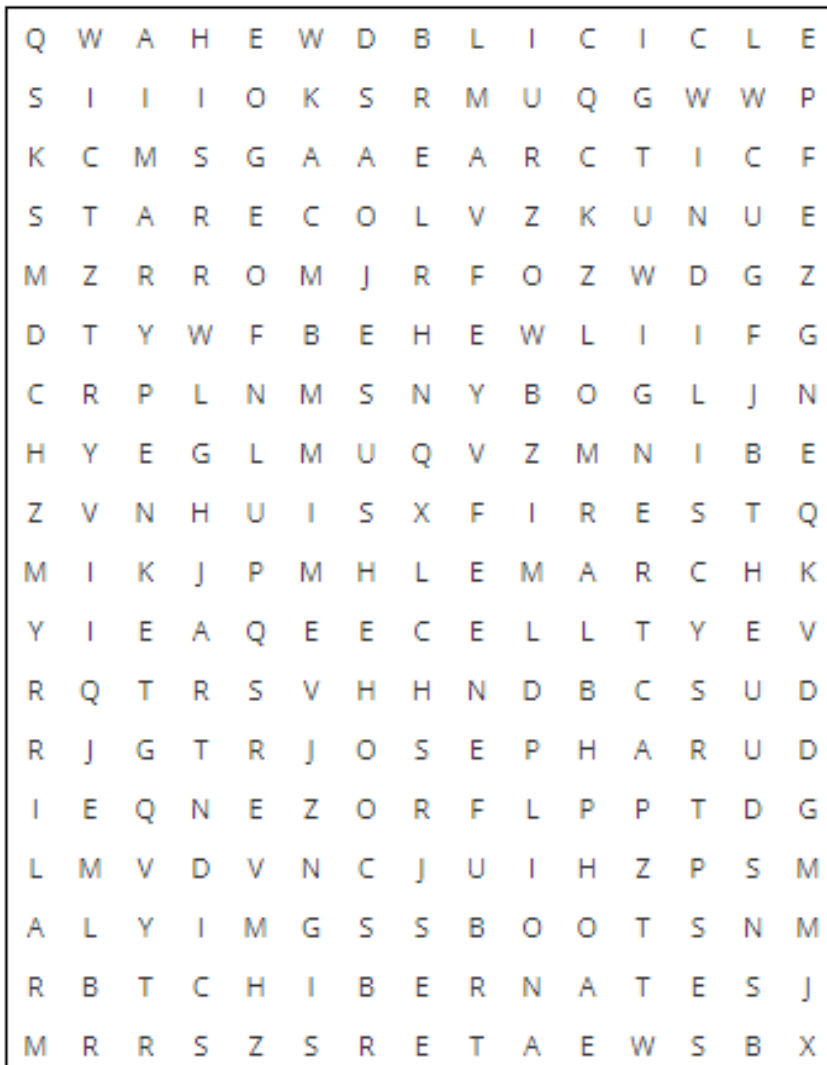 Q W A H E W D B L I C I C L E
S I I I O K S R M U Q G W W P
K C M S G A A E A R C T I C F
S T A R E C O L V Z K U N U E
M Z R R O M J R F O Z W D G Z
D T Y W F B E H E W L I I F G
C R P L N M S N Y B O G L J N
H Y E G L M U Q V Z M N I B E
Z V N H U I S X F I R E S T Q
M I K J P M H L E M A R C H K
Y I E A Q E E C E L L T Y E V
R Q T R S V H H N D B C S U D
R J G T R J O S E P H A R U D
I E Q N E Z O R F L P P T D G
L M V D V N C J U I H Z P S M
A L Y I M G S S B O O T S N M
R B T C H I B E R N A T E S J
M R R S Z S R E T A E W S B X